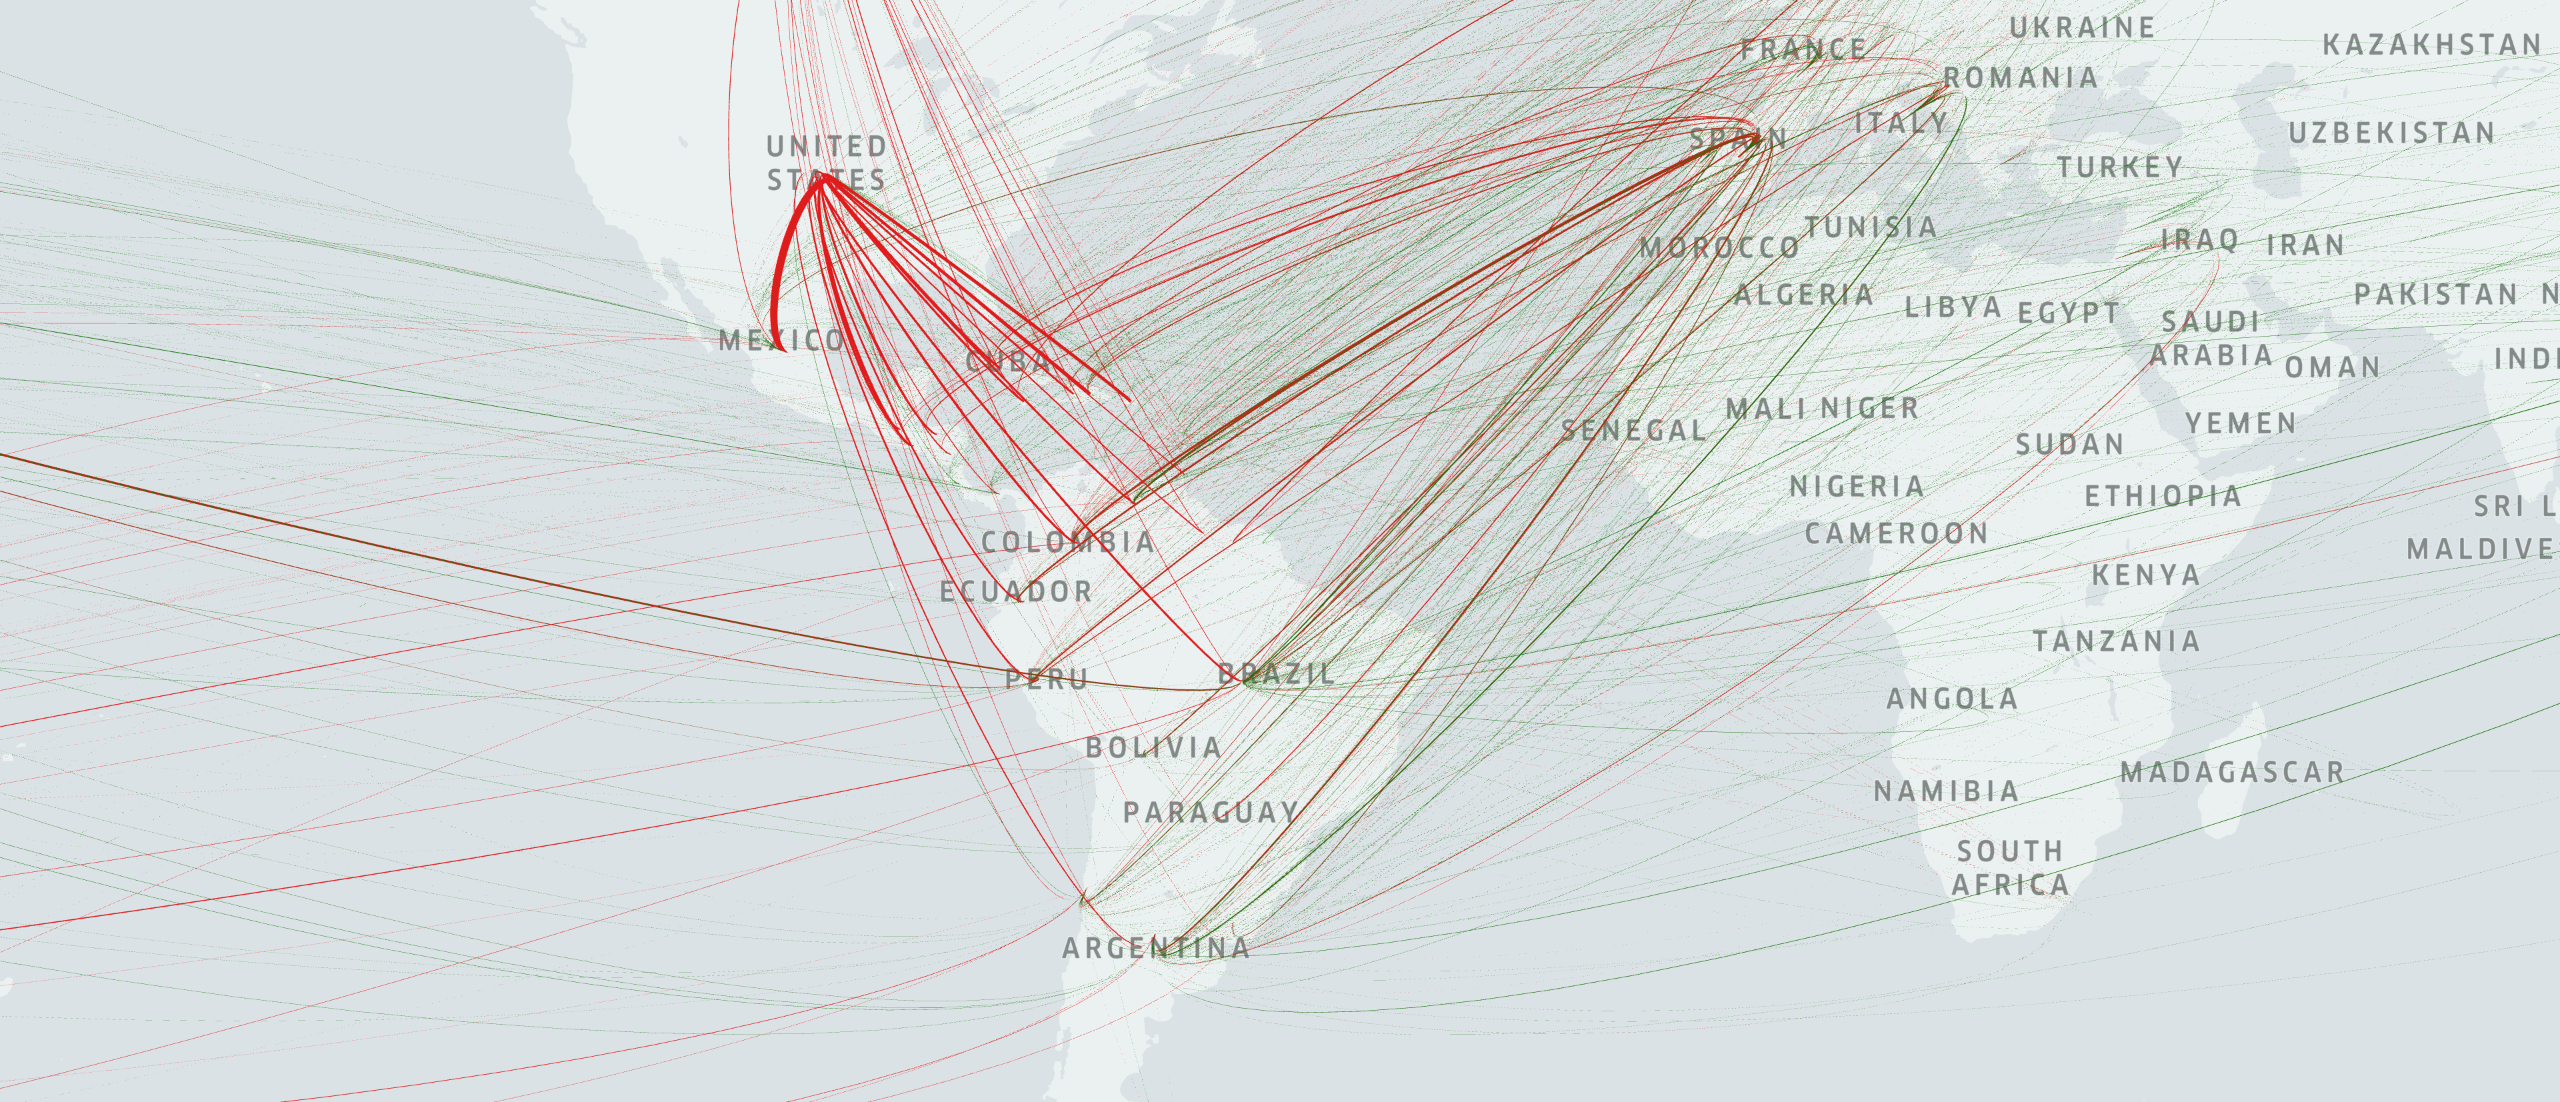 UKRAINE
KAZAKHSTAN
FRANCE
ROMANIA
ITALY
UZBEKISTAN
SPAIN
UNITED
STATES
TURKEY
TUNISIA
MOROCCO
IRAQ
IRAN
ALGERIA
LIBYA
EGYPT
PAKISTAN
N
SAUDI
ARABIA
OMAN
INDI
MEXICO
CUBA
MALI
NIGER
SENEGAL
YEMEN
SUDAN
NIGERIA
ETHIOPIA
SRI L
CAMEROON
MALDIVE
COLOMBIA
ECUADOR
KENYA
TANZANIA
PERU
BRAZIL
ANGOLA
BOLIVIA
MADAGASCAR
NAMIBIA
PARAGUAY
SOUTH
AFRICA
ARGENTINA